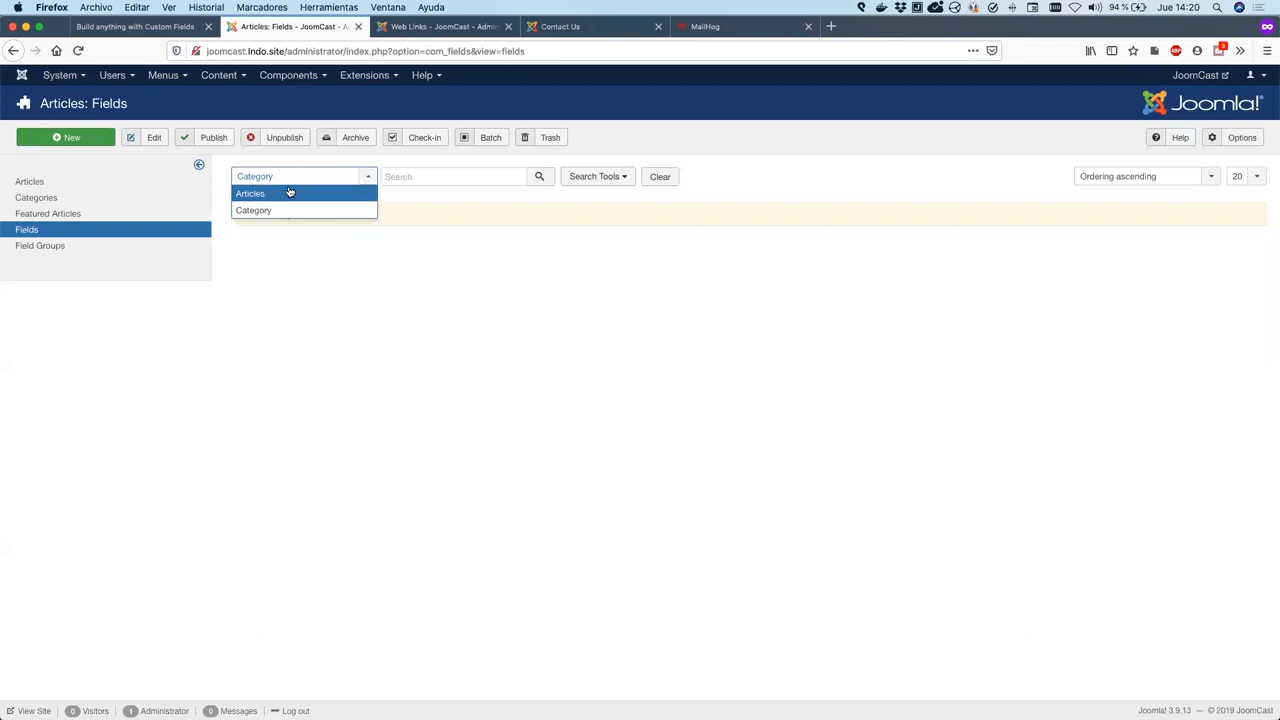 Firefox Archivo Editar Ver Historial Marcadores Herramientas Ventana Ayuda 94 % Jue 14:20
Build anything with Custom Fields
Articles: Fields - JoomCast - A
Web Links - JoomCast - Admin
Contact Us
MailHog
joomcast.lndo.site/administrator/index.php?option=com_fields&view=fields
3
System Users Menus Content Components Extensions Help JoomCast
Articles: Fields
Joomla!
New Edit Publish Unpublish Archive Check-in Batch Trash Help Options
Category Search Search Tools Clear Ordering ascending 20
Articles
Category
Articles
Categories
Featured Articles
Fields
Field Groups
View Site 0 Visitors 1 Administrator 0 Messages Log out Joomla! 3.9.13 — © 2019 JoomCast